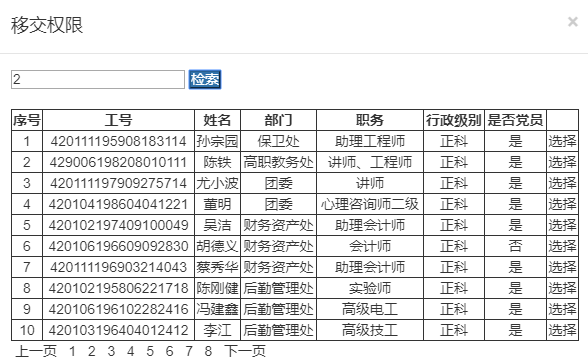 移交权限 ×
2 检索
序号 工号 姓名 部门 职务 行政级别 是否党员
1 420111195908183114 孙宗园 保卫处 助理工程师 正科 是 选择
2 429006198208010111 陈铁 高职教务处 讲师、工程师 正科 是 选择
3 420111197909275714 尤小波 团委 讲师 正科 是 选择
4 420104198604041221 董明 团委 心理咨询师二级 正科 是 选择
5 420102197409100049 吴洁 财务资产处 助理会计师 正科 是 选择
6 420106196609092830 胡德义 财务资产处 会计师 正科 否 选择
7 420111196903214043 蔡秀华 财务资产处 助理会计师 正科 是 选择
8 420102195806221718 陈刚健 后勤管理处 实验师 正科 是 选择
9 420106196102282416 冯建鑫 后勤管理处 高级电工 正科 是 选择
10 420103196404012412 李江 后勤管理处 高级技工 正科 是 选择
上一页 1 2 3 4 5 6 7 8 下一页